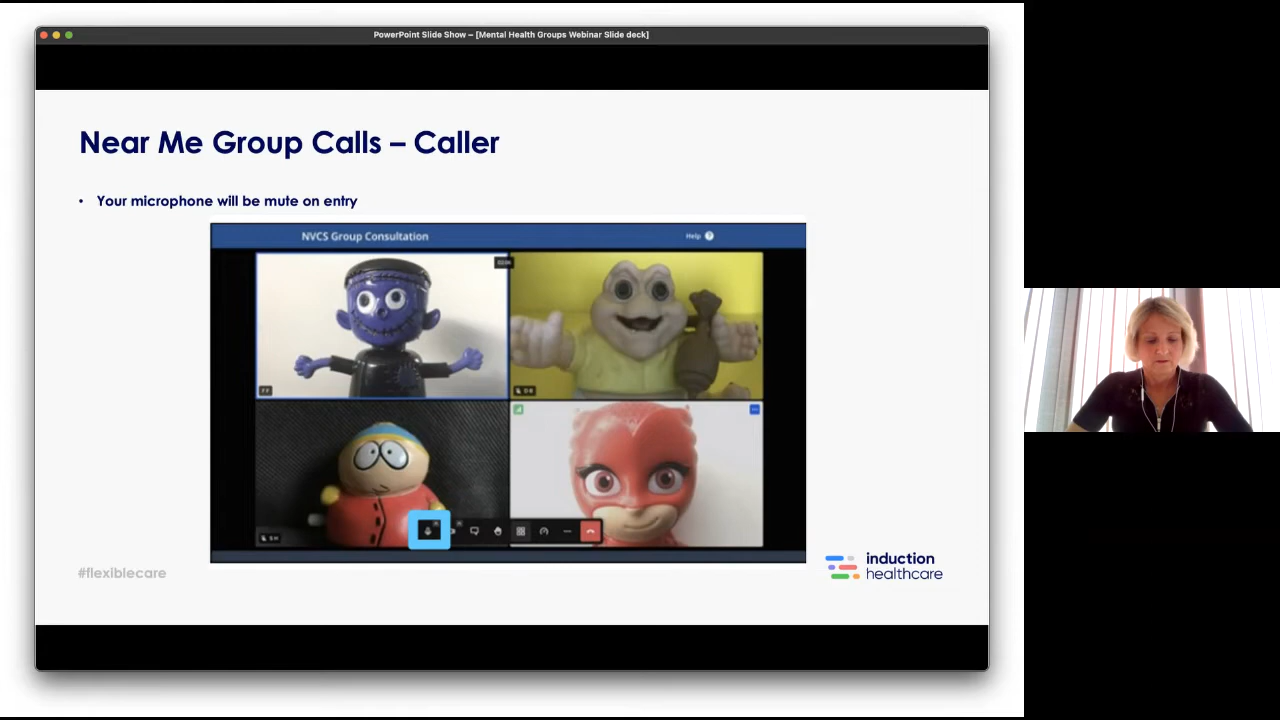 PowerPoint Slide Show – [Mental Health Groups Webinar Slide deck]
Near Me Group Calls – Caller
• Your microphone will be mute on entry
NVCS Group Consultation
Help ?
#flexiblecare
induction
healthcare